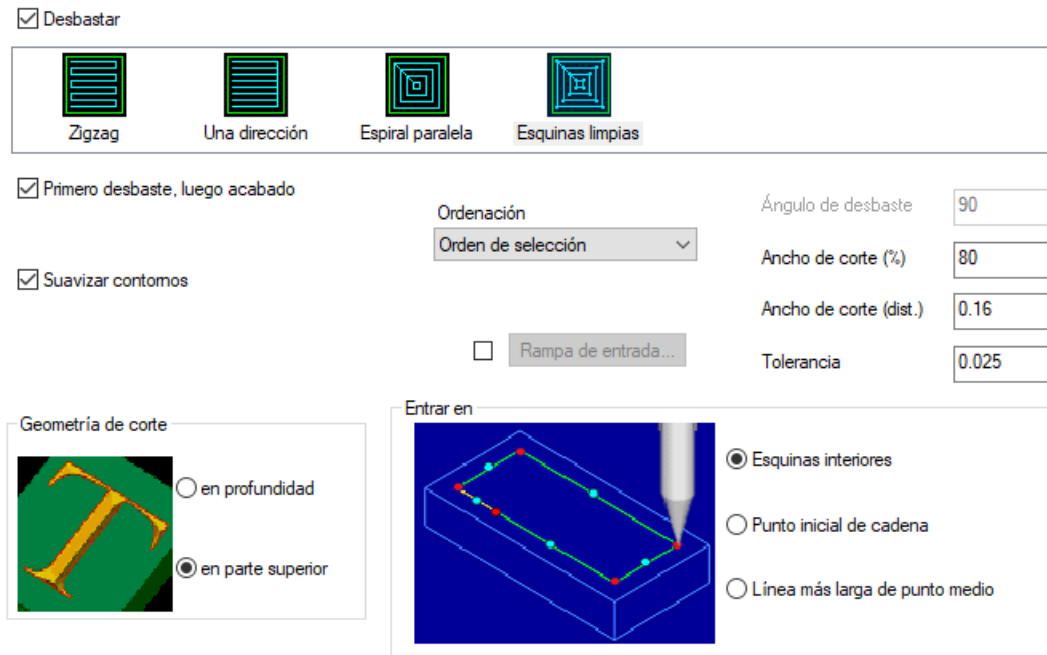 Desbastar
Zigzag
Una dirección
Espiral paralela
Esquinas limpias
Primero desbaste, luego acabado
Suavizar contornos
Ordenación
Orden de selección
Rampa de entrada...
Ángulo de desbaste 90
Ancho de corte (%) 80
Ancho de corte (dist.) 0.16
Tolerancia 0.025
Geometría de corte
T
en profundidad
en parte superior
Entrar en
Esquinas interiores
Punto inicial de cadena
Línea más larga de punto medio